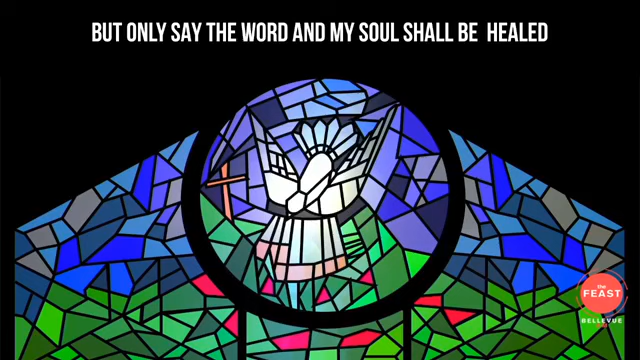 BUT ONLY SAY THE WORD AND MY SOUL SHALL BE HEALED
the
FEAST
BELLEVUE